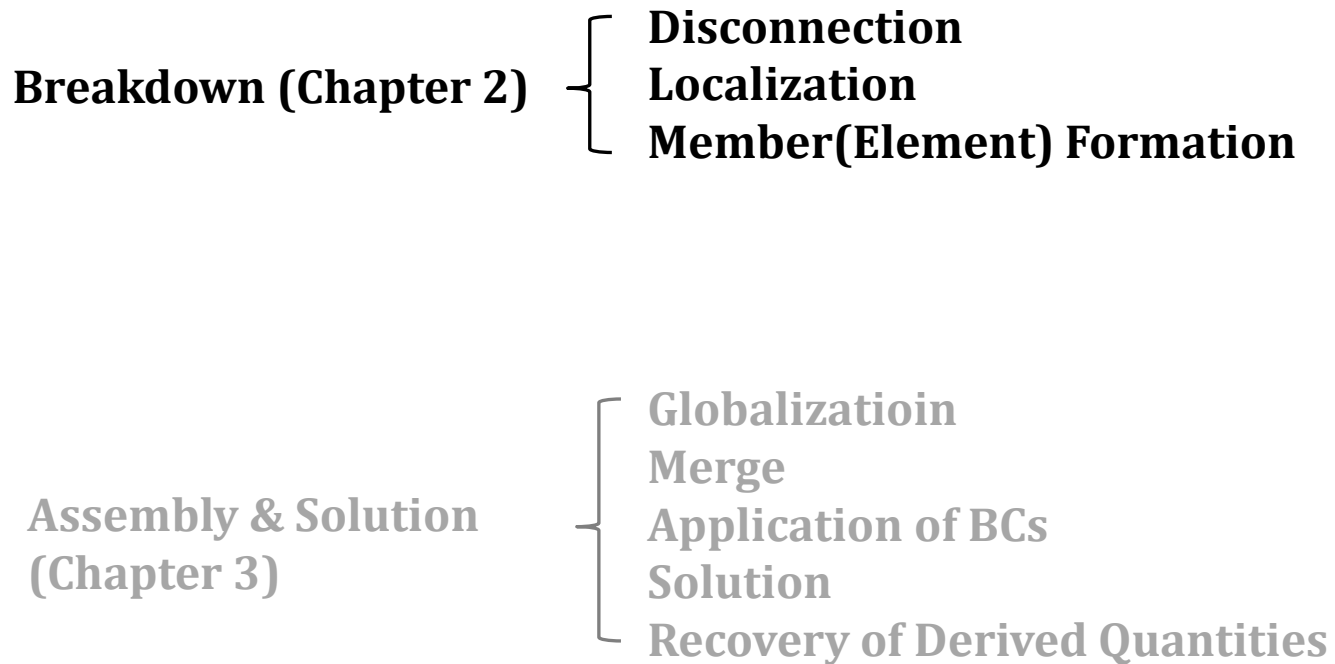 Breakdown (Chapter 2)
Disconnection
Localization
Member(Element) Formation
Assembly & Solution
(Chapter 3)
Globalizatioin
Merge
Application of BCs
Solution
Recovery of Derived Quantities